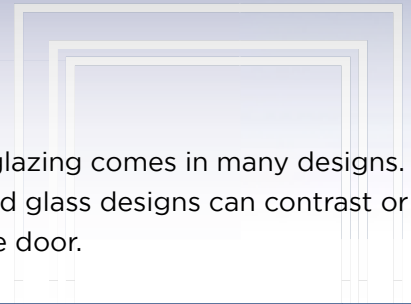 glazing comes in many designs.
d glass designs can contrast or
e door.